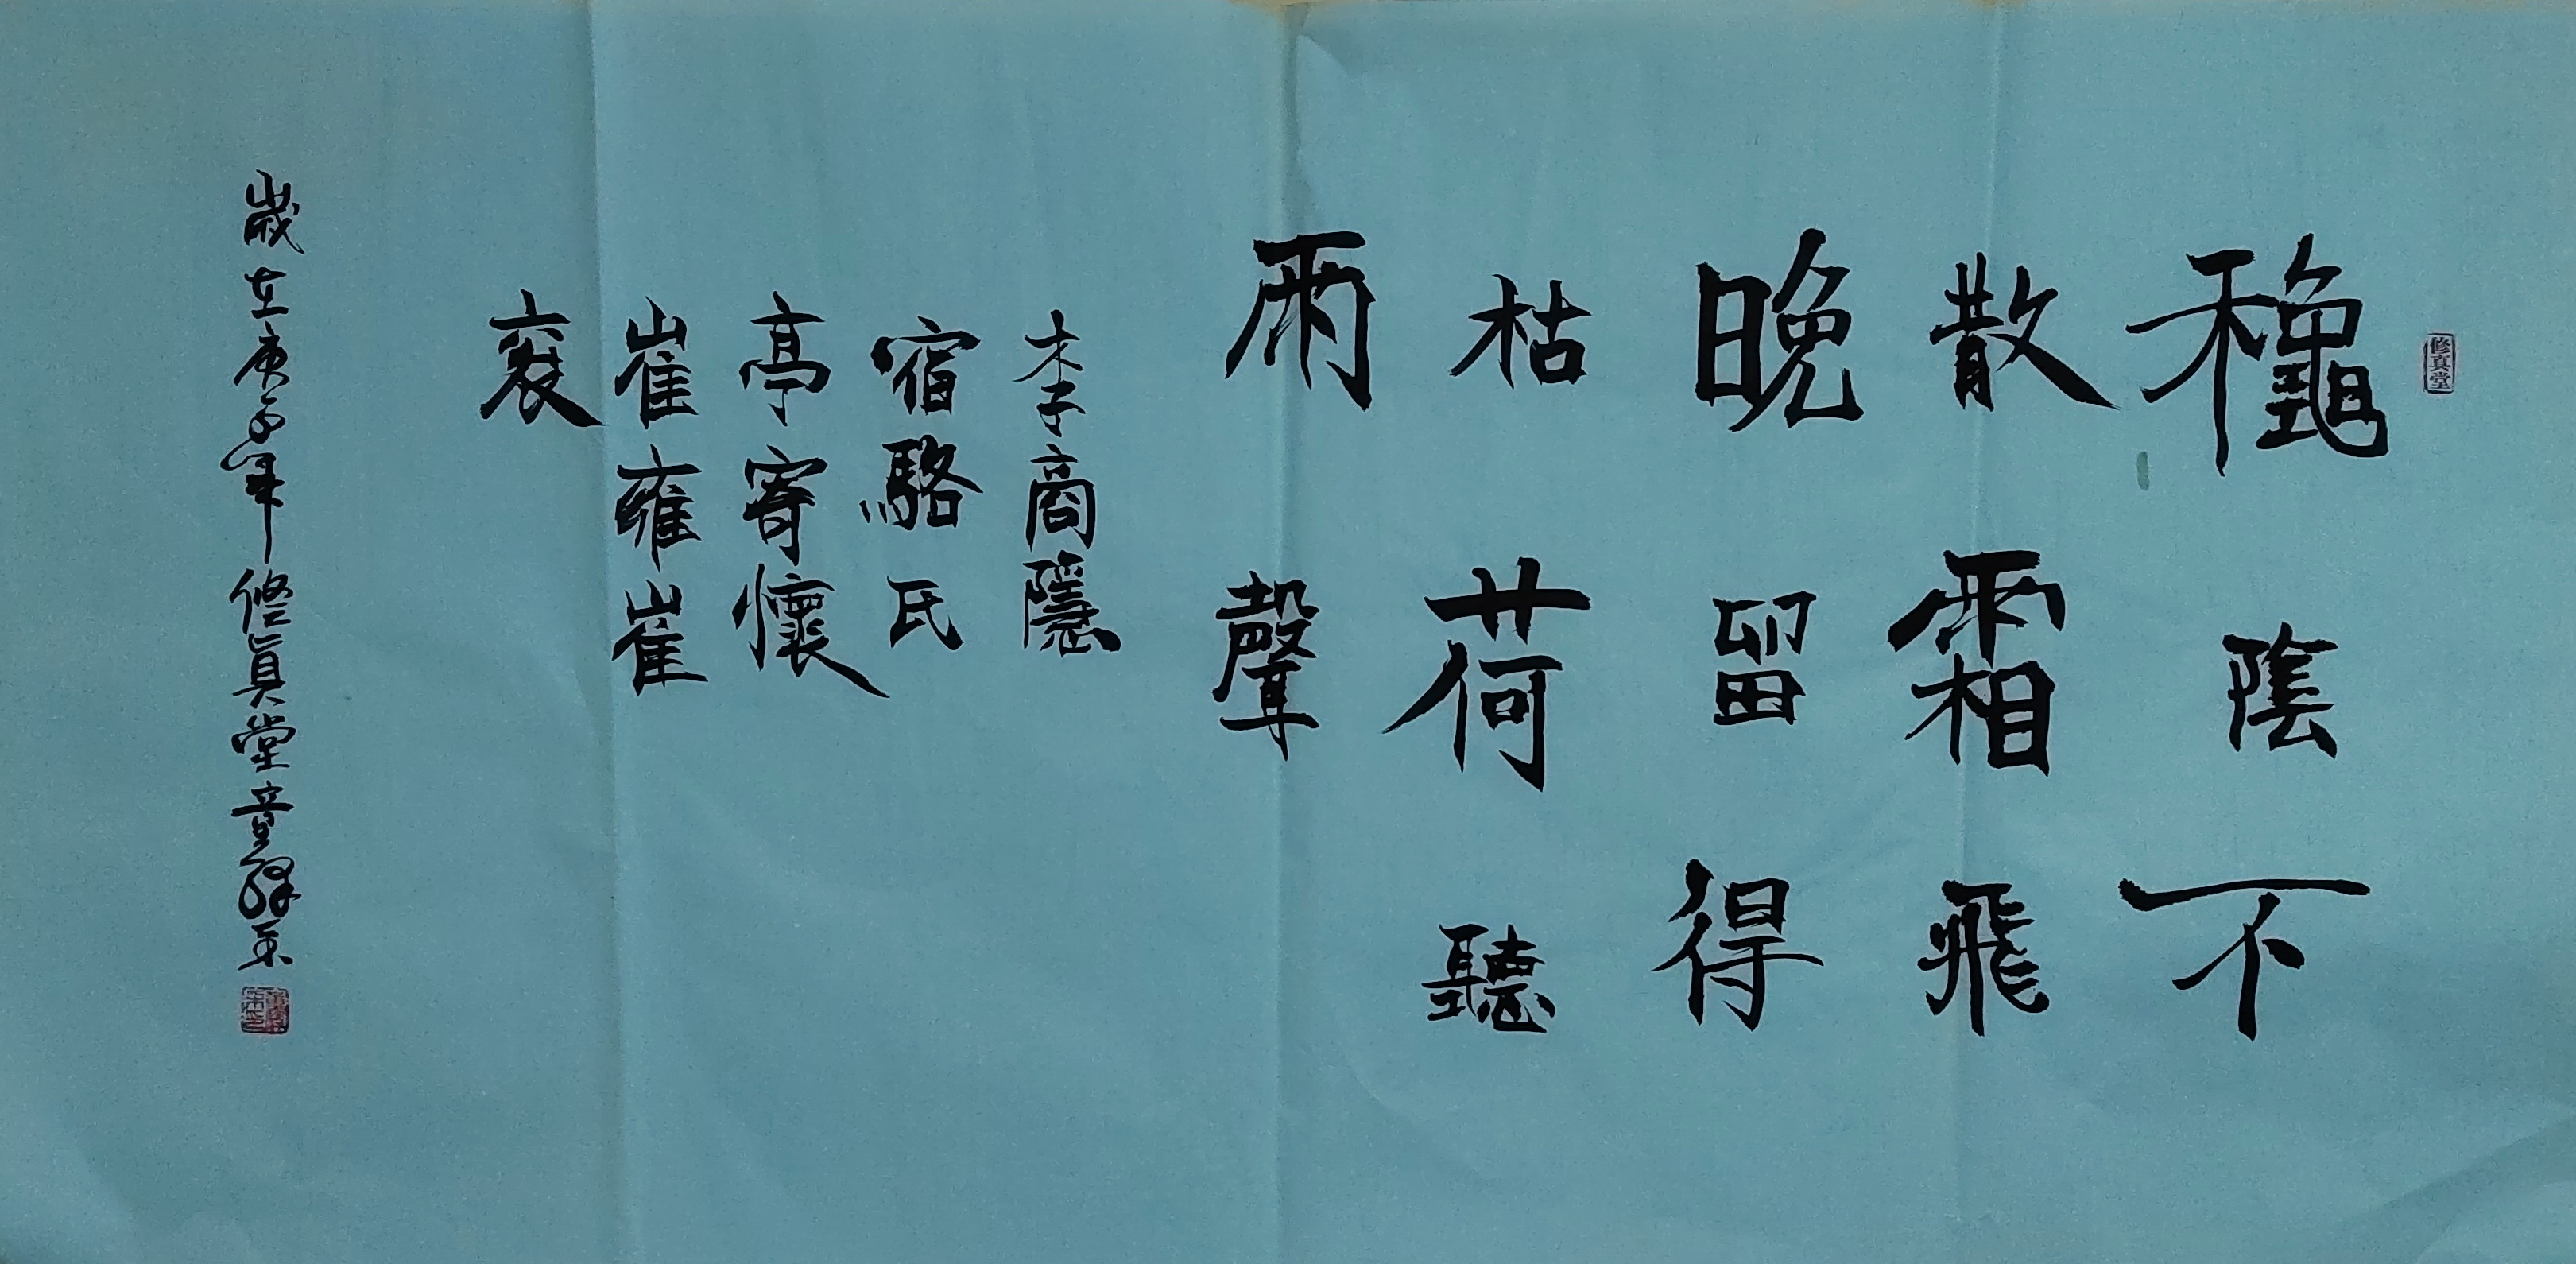 修真堂
龝陰不
散霜飛
晚留得
枯荷聽
雨聲
李商隱
宿駱氏
亭寄懷
崔雍崔
袞
歲在庚子年修真堂